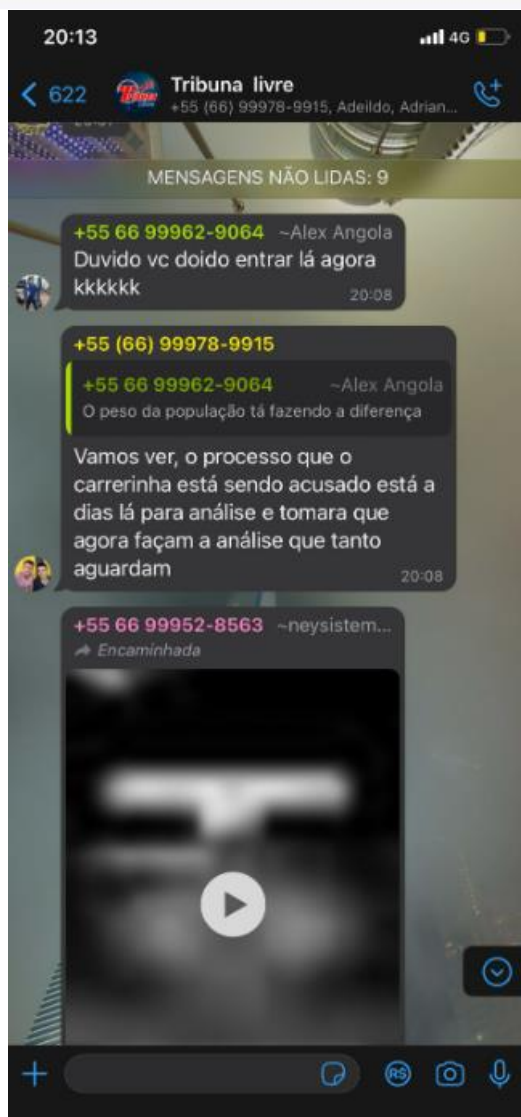 20:13
4G
622
Tribuna livre
+55 (66) 99978-9915, Adeildo, Adrian...
MENSAGENS NÃO LIDAS: 9
+55 66 99962-9064 ~Alex Angola
Duvido vc doido entrar lá agora
kkkkkk
20:08
+55 (66) 99978-9915
+55 66 99962-9064 ~Alex Angola
O peso da população tá fazendo a diferença
Vamos ver, o processo que o
carrerinha está sendo acusado está a
dias lá para análise e tomara que
agora façam a análise que tanto
aguardam
20:08
+55 66 99952-8563 ~neysistem...
Encaminhada
R$